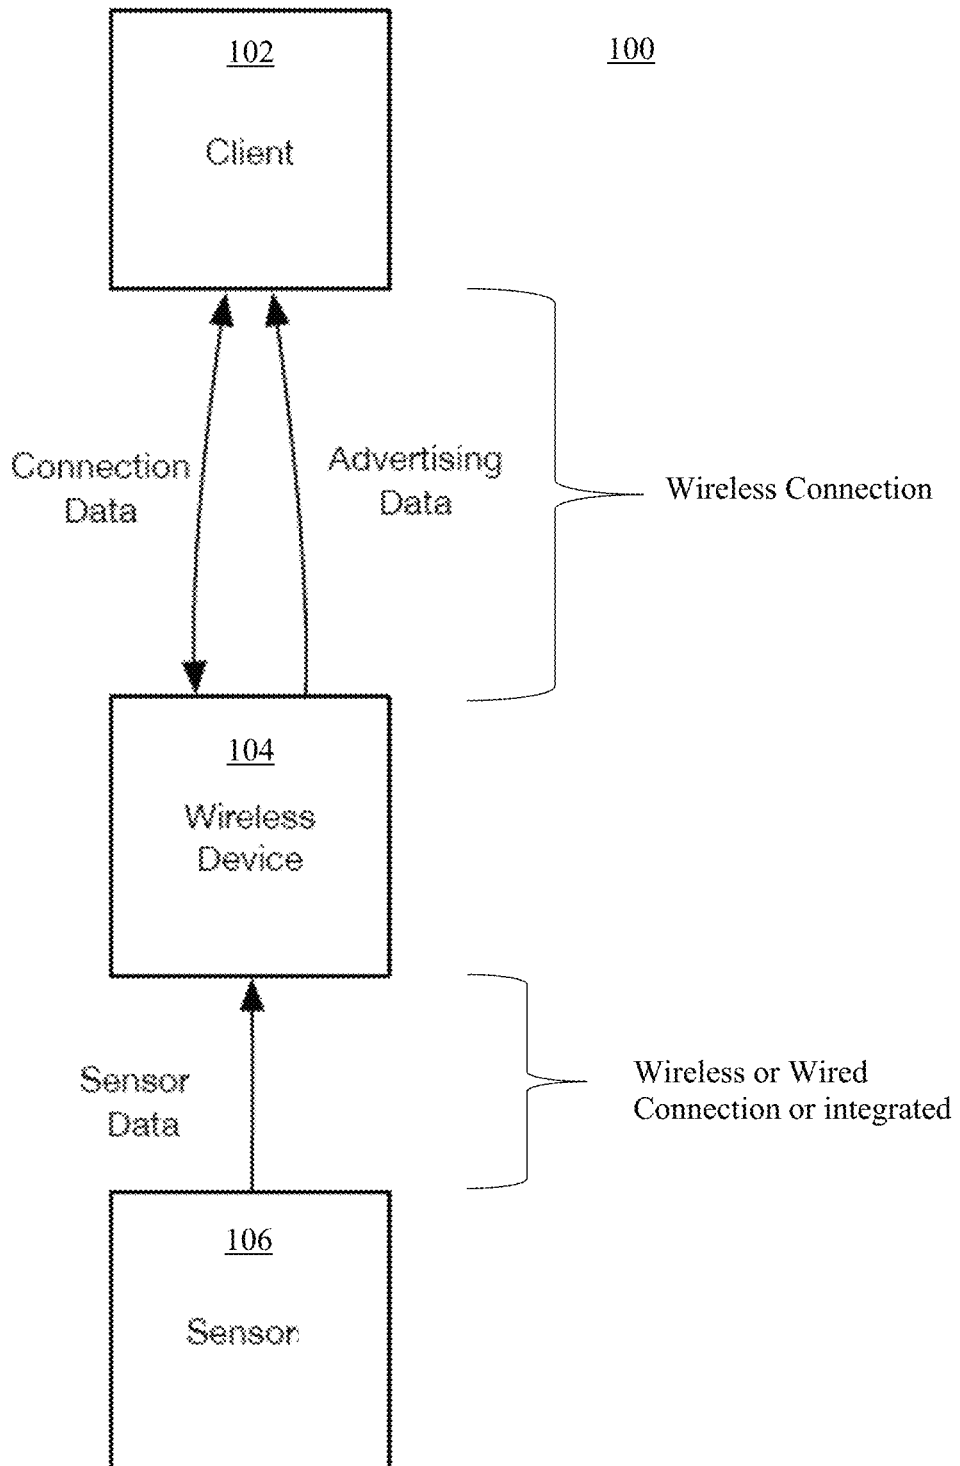 102
100
Client
Connection
Data
Advertising
Data
Wireless Connection
104
Wireless
Device
Sensor
Data
Wireless or Wired
Connection or integrated
106
Sensor